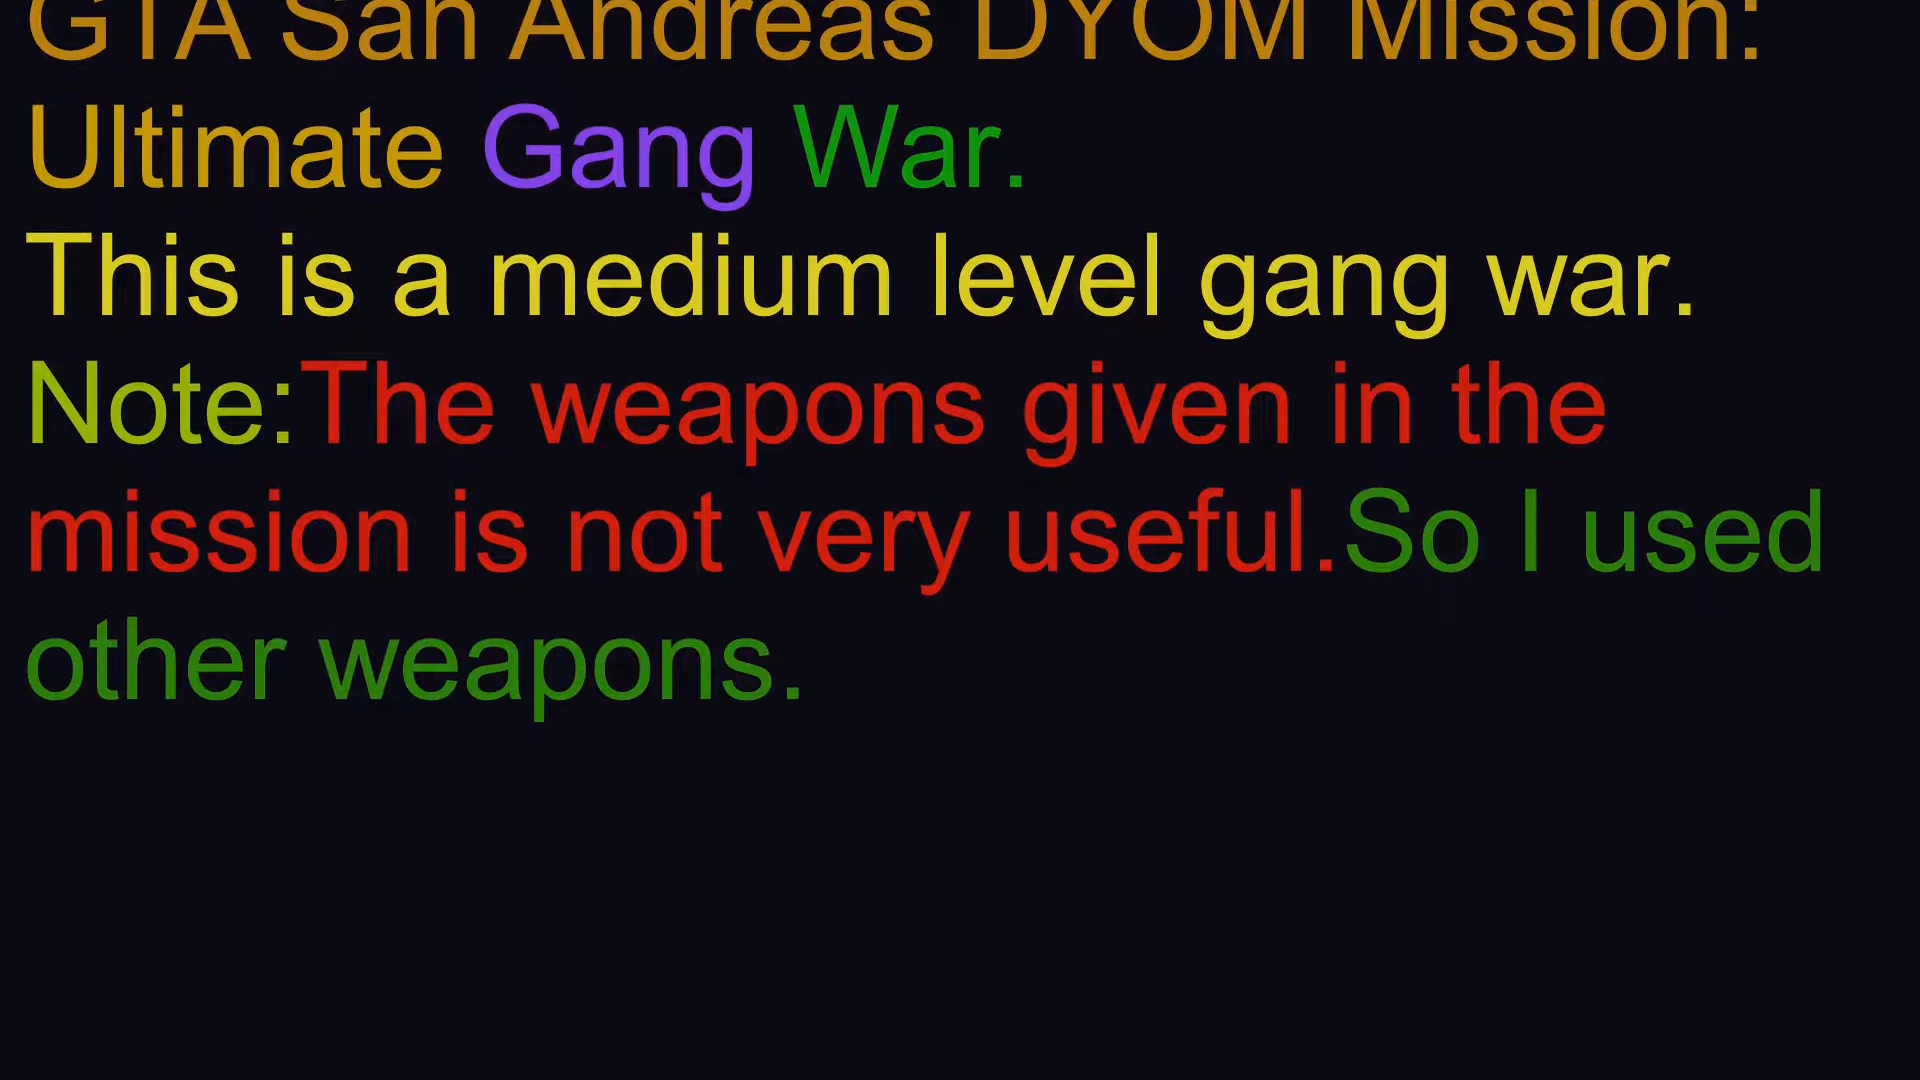 GTA San Andreas DYOM Mission:
Ultimate Gang War.
This is a medium level gang war.
Note:The weapons given in the
mission is not very useful.So I used
other weapons.